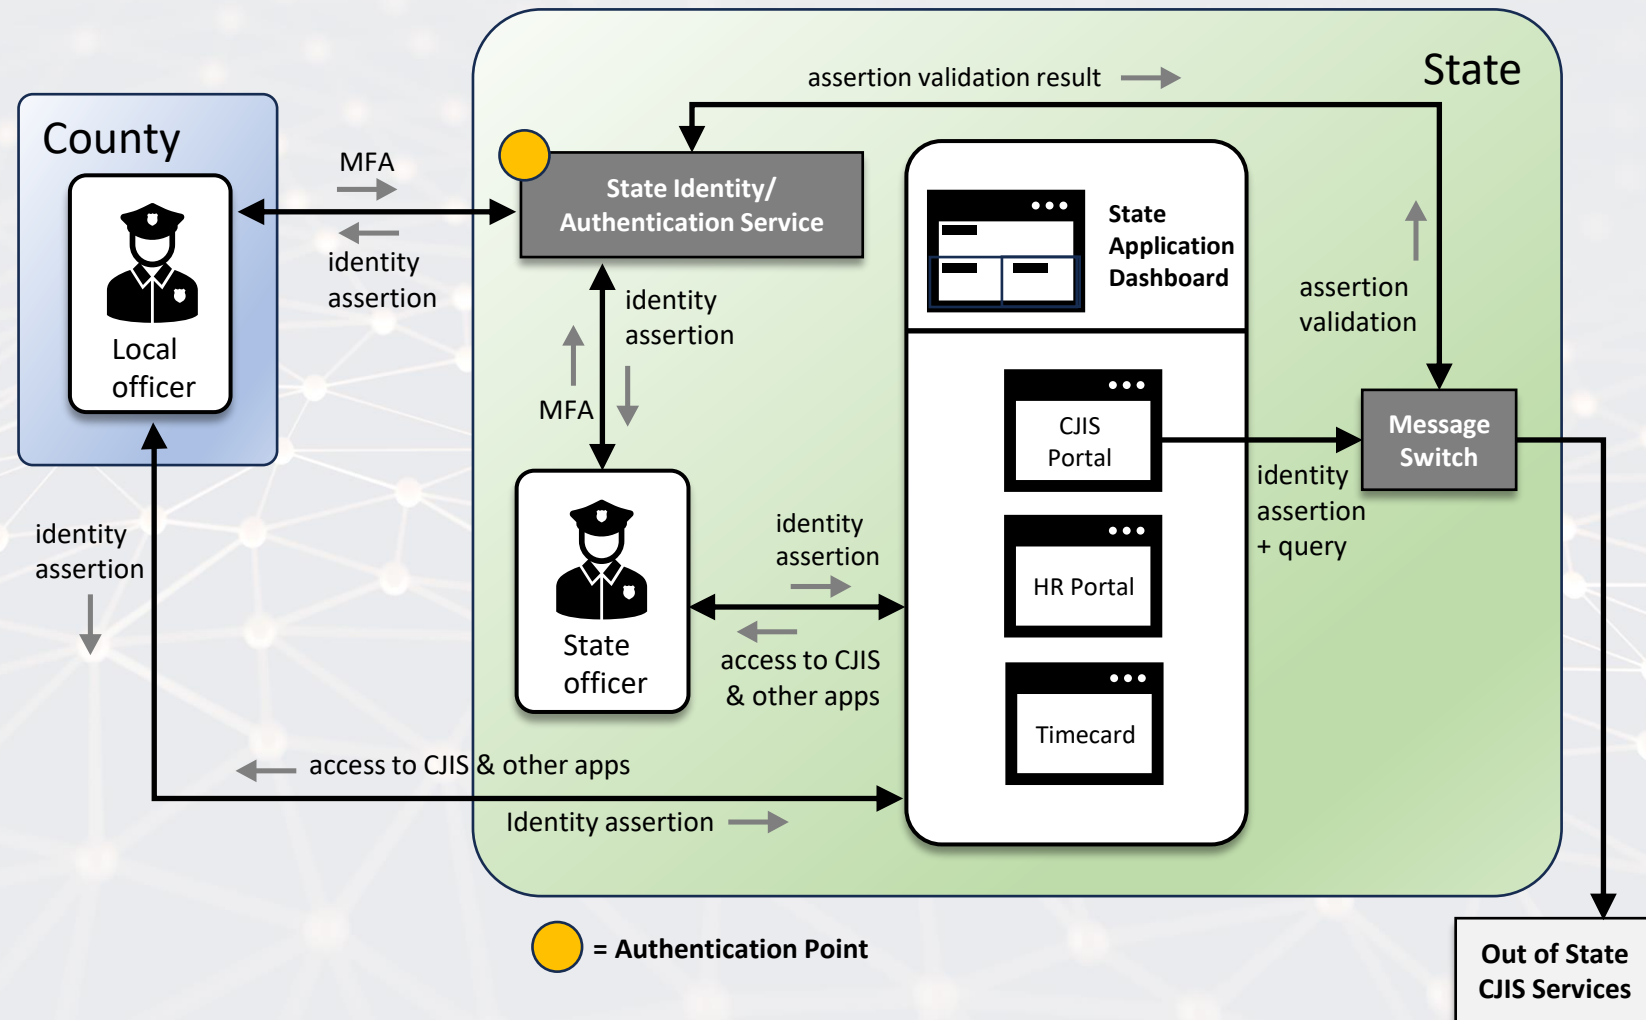 State
assertion validation result
County
MFA
State Identity/
Authentication Service
identity
assertion
Local
officer
identity
assertion
MFA
State
Application
Dashboard
assertion
validation
CJIS
Portal
Message
Switch
identity
assertion
+ query
identity
assertion
identity
assertion
HR Portal
State
officer
access to CJIS
& other apps
Timecard
access to CJIS & other apps
Identity assertion
= Authentication Point
Out of State
CJIS Services